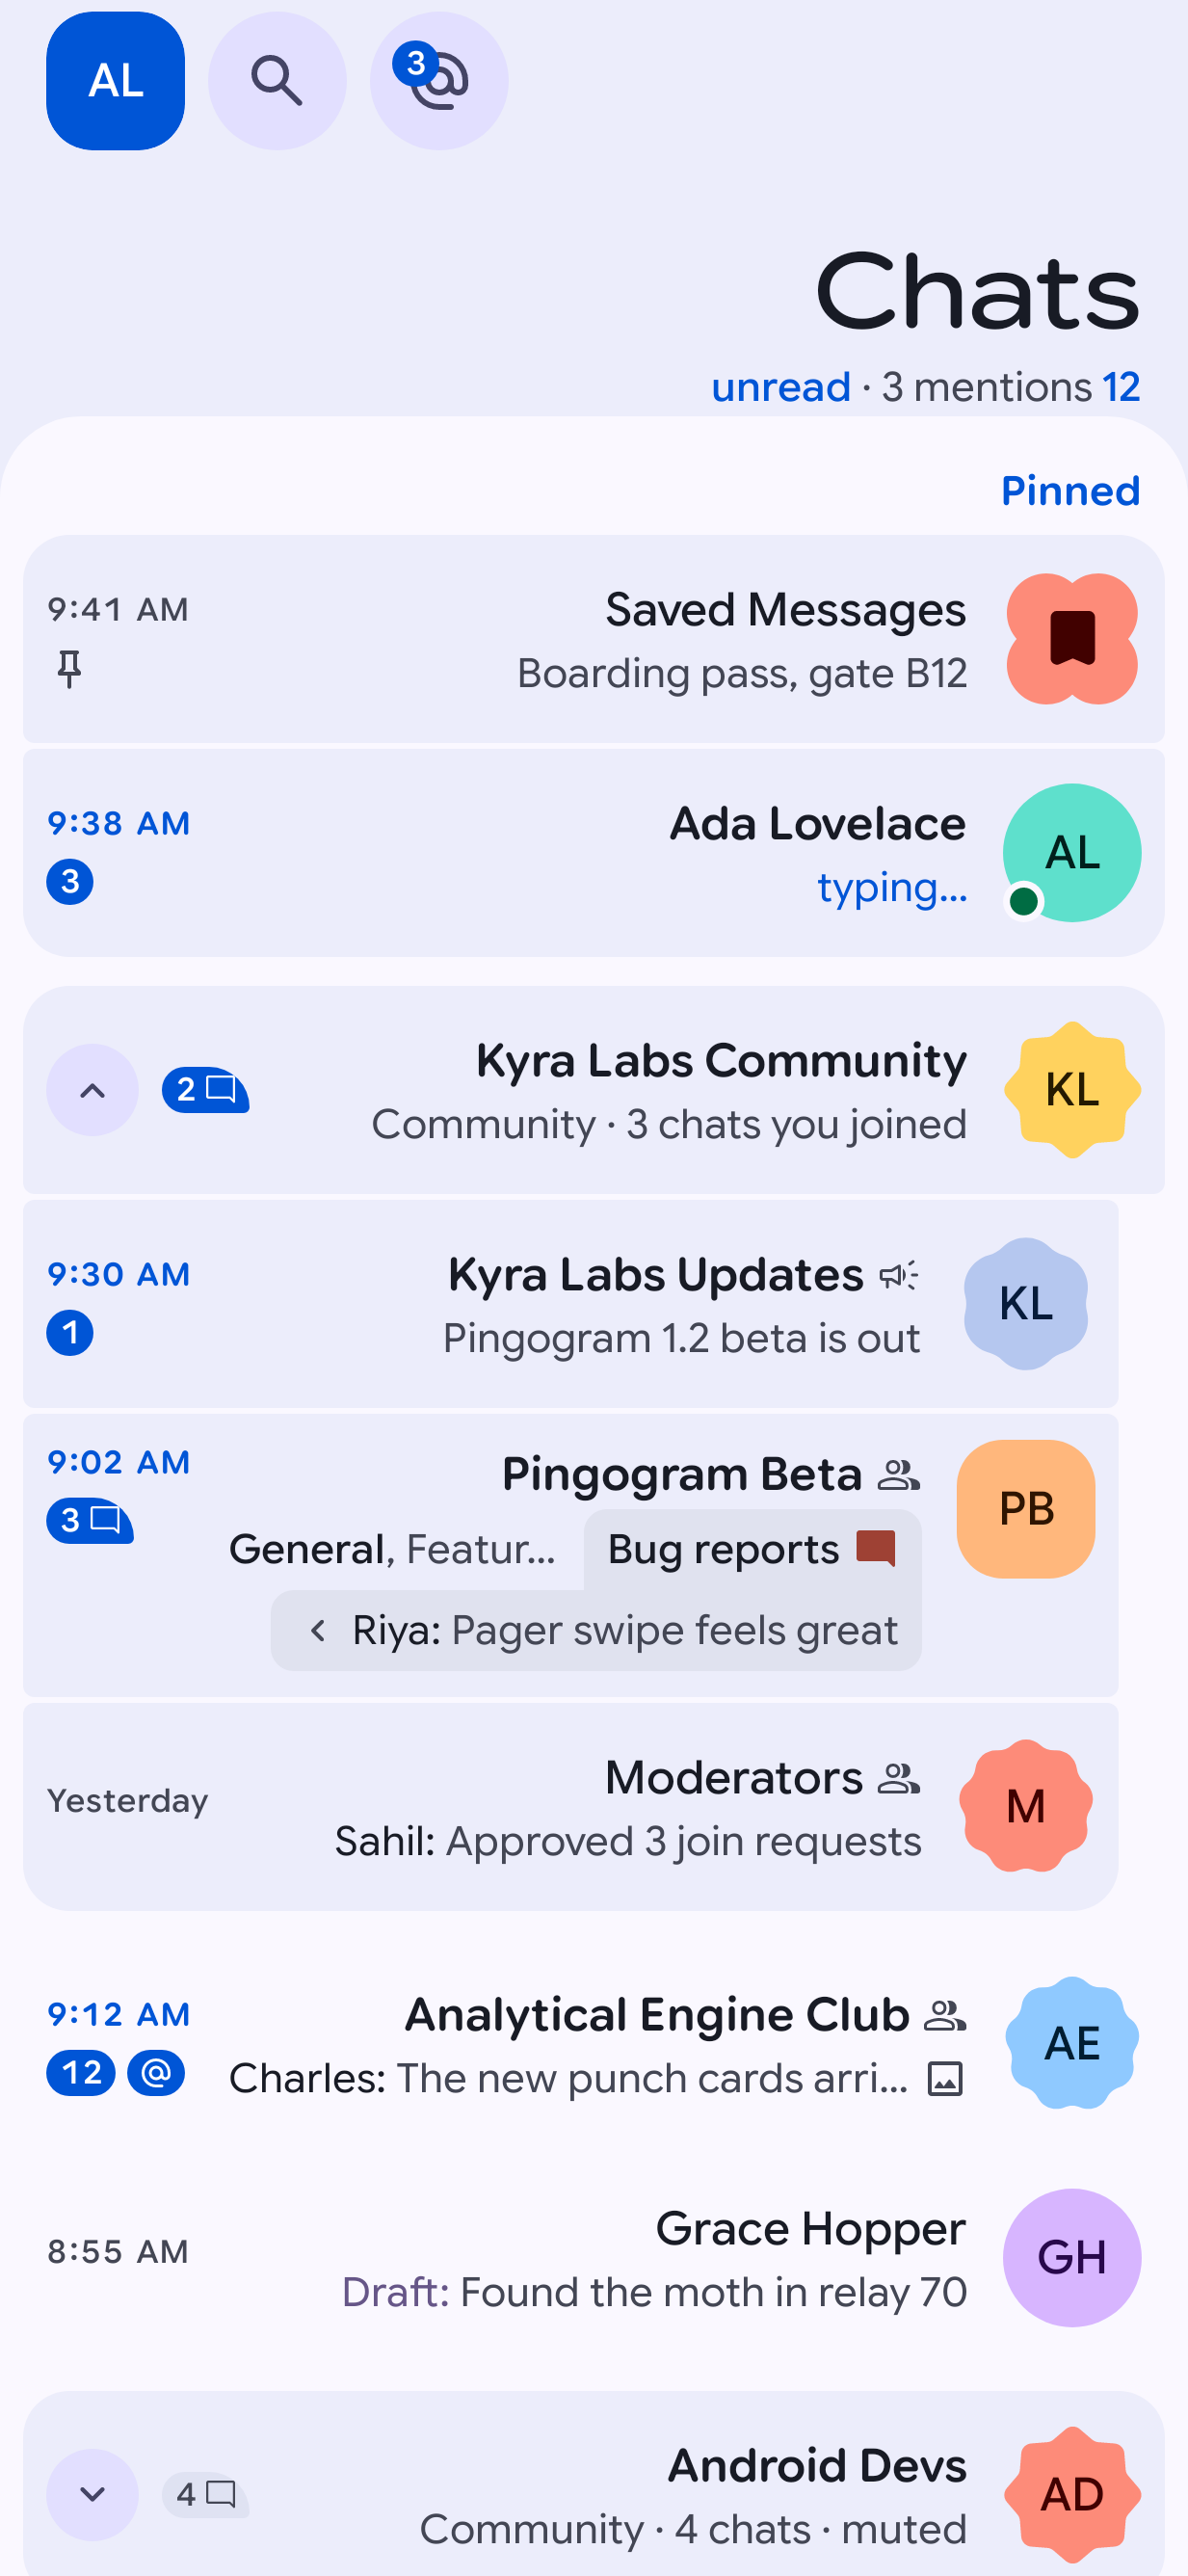 AL
3
Chats
unread · 3 mentions 12
Pinned
Saved Messages
9:41 AM
Boarding pass, gate B12
AL
Ada Lovelace
9:38 AM
typing...
3
KL
Kyra Labs Community
2
Community · 3 chats you joined
KL
Kyra Labs Updates
9:30 AM
Pingogram 1.2 beta is out
1
PB
Pingogram Beta
9:02 AM
3
General, Featur... Bug reports
Riya: Pager swipe feels great
M
Moderators
Yesterday
Sahil: Approved 3 join requests
AE
Analytical Engine Club
9:12 AM
Charles: The new punch cards arri...
12 @
GH
Grace Hopper
8:55 AM
Draft: Found the moth in relay 70
AD
Android Devs
4
Community · 4 chats · muted